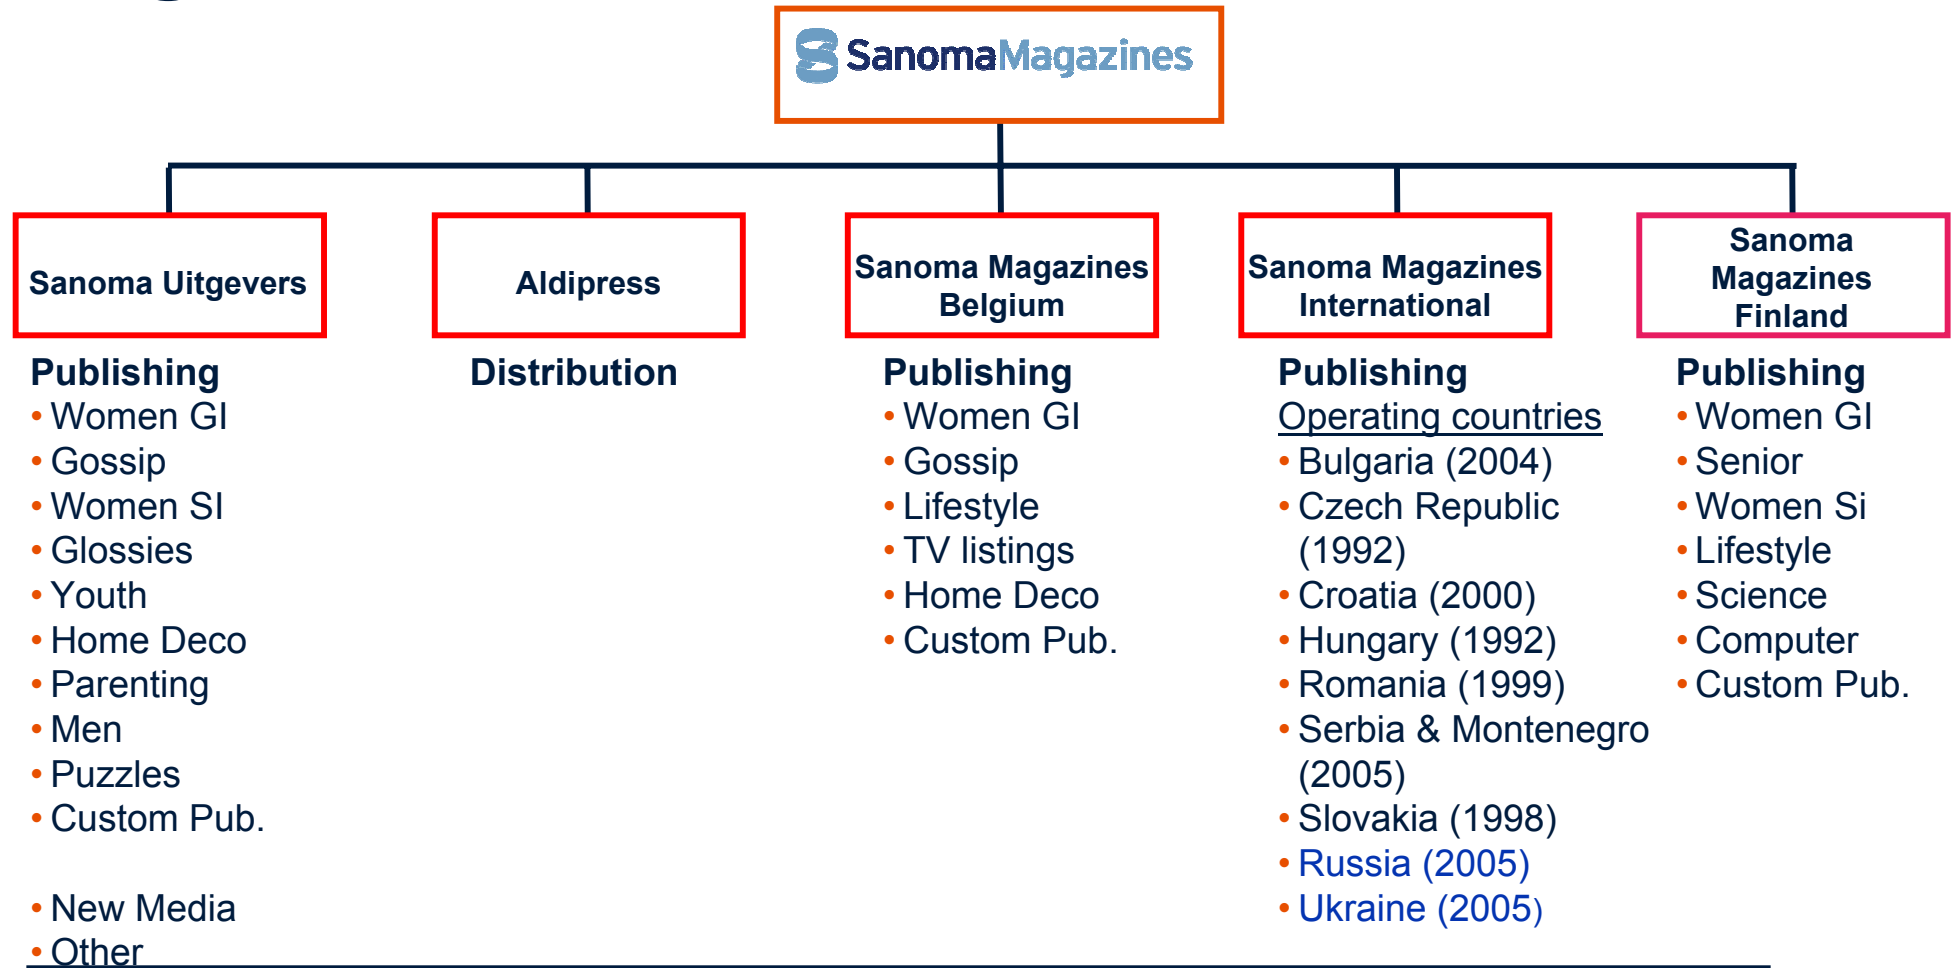 SanomaMagazines
Sanoma Uitgevers
Publishing
• Women GI
• Gossip
• Women SI
• Glossies
• Youth
• Home Deco
• Parenting
• Men
• Puzzles
• Custom Pub.
• New Media
• Other
Aldipress
Distribution
Sanoma Magazines
Belgium
Publishing
• Women GI
• Gossip
• Lifestyle
• TV listings
• Home Deco
• Custom Pub.
Sanoma Magazines
International
Publishing
Operating countries
• Bulgaria (2004)
• Czech Republic
(1992)
• Croatia (2000)
• Hungary (1992)
• Romania (1999)
• Serbia & Montenegro
(2005)
• Slovakia (1998)
• Russia (2005)
• Ukraine (2005)
Sanoma
Magazines
Finland
Publishing
• Women GI
• Senior
• Women Si
• Lifestyle
• Science
• Computer
• Custom Pub.